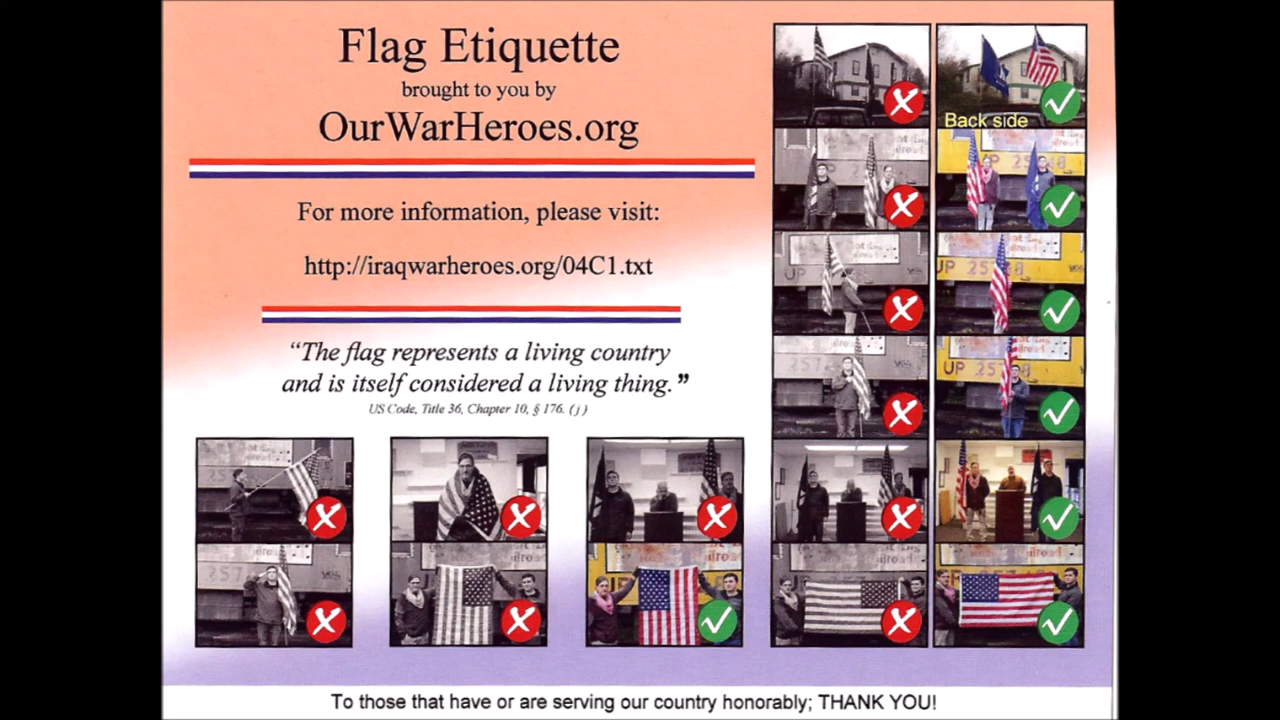 Flag Etiquette
brought to you by
OurWarHeroes.org
For more information, please visit:
http://iraqwarheroes.org/04C1.txt
“The flag represents a living country
and is itself considered a living thing.”
US Code, Title 36, Chapter 10, § 176. (j)
Back side
UP
UP
To those that have or are serving our country honorably; THANK YOU!